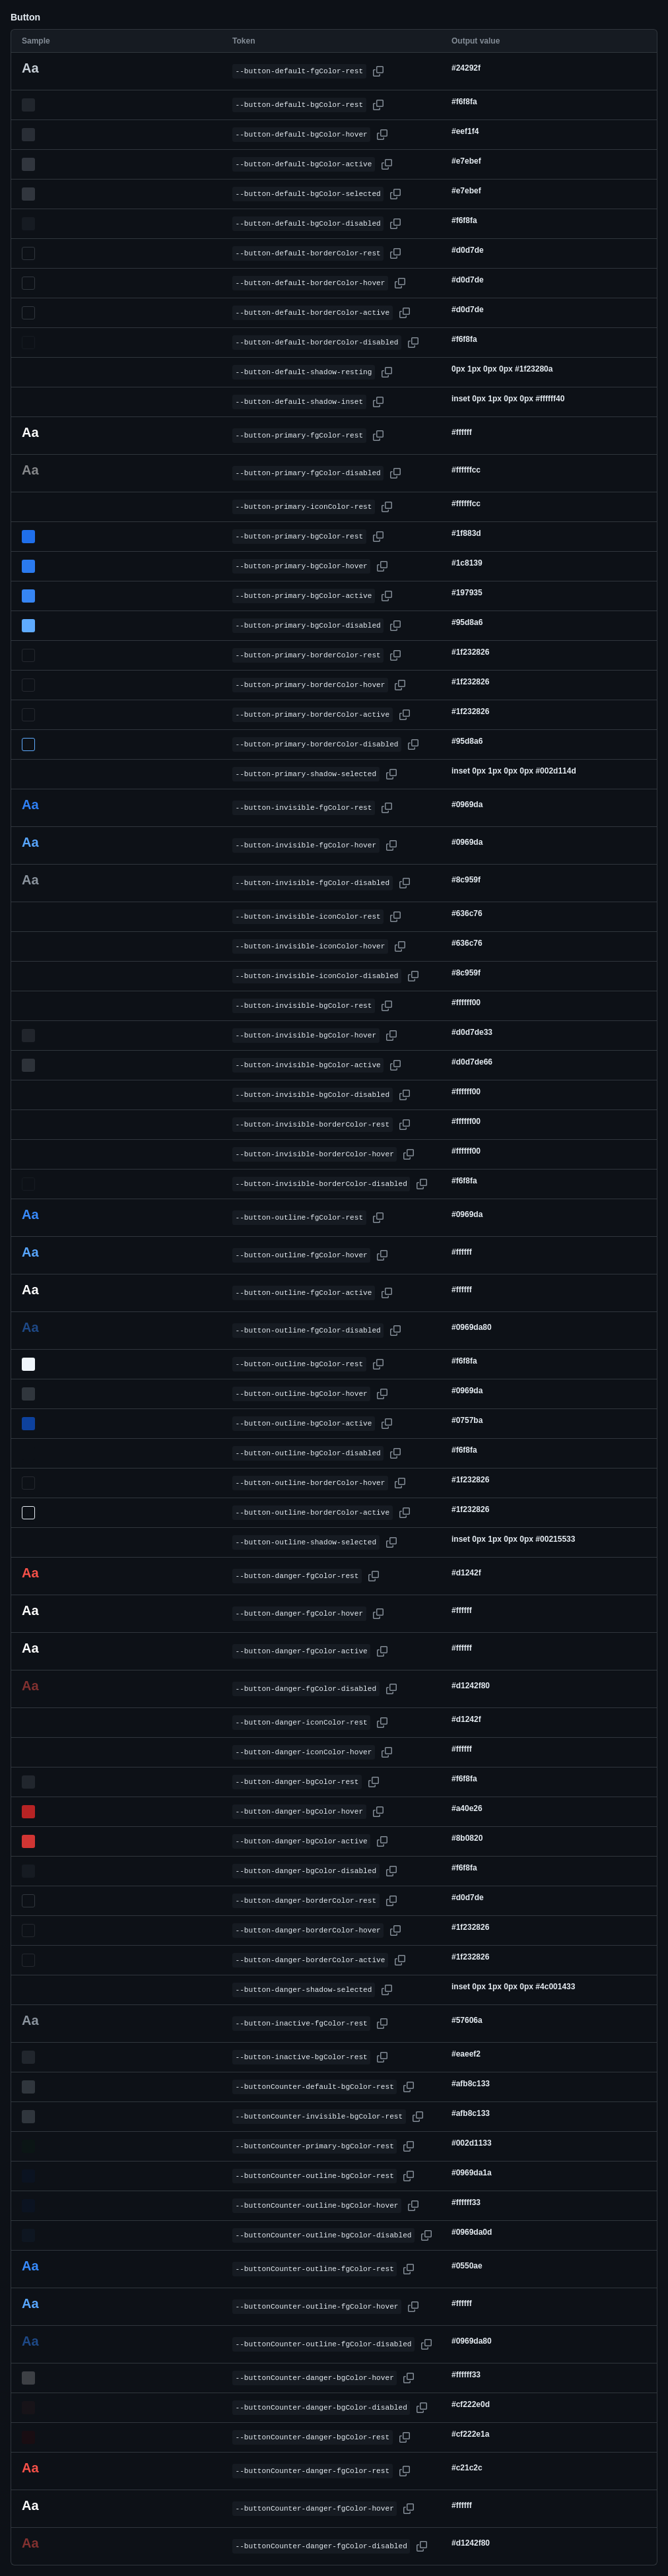 Button
Sample Token Output value
Aa --button-default-fgColor-rest #24292f
--button-default-bgColor-rest #f6f8fa
--button-default-bgColor-hover #eef1f4
--button-default-bgColor-active #e7ebef
--button-default-bgColor-selected #e7ebef
--button-default-bgColor-disabled #f6f8fa
--button-default-borderColor-rest #d0d7de
--button-default-borderColor-hover #d0d7de
--button-default-borderColor-active #d0d7de
--button-default-borderColor-disabled #f6f8fa
--button-default-shadow-resting 0px 1px 0px 0px #1f23280a
--button-default-shadow-inset inset 0px 1px 0px 0px #ffffff40
Aa --button-primary-fgColor-rest #ffffff
Aa --button-primary-fgColor-disabled #ffffffcc
--button-primary-iconColor-rest #ffffffcc
--button-primary-bgColor-rest #1f883d
--button-primary-bgColor-hover #1c8139
--button-primary-bgColor-active #197935
--button-primary-bgColor-disabled #95d8a6
--button-primary-borderColor-rest #1f232826
--button-primary-borderColor-hover #1f232826
--button-primary-borderColor-active #1f232826
--button-primary-borderColor-disabled #95d8a6
--button-primary-shadow-selected inset 0px 1px 0px 0px #002d114d
Aa --button-invisible-fgColor-rest #0969da
Aa --button-invisible-fgColor-hover #0969da
Aa --button-invisible-fgColor-disabled #8c959f
--button-invisible-iconColor-rest #636c76
--button-invisible-iconColor-hover #636c76
--button-invisible-iconColor-disabled #8c959f
--button-invisible-bgColor-rest #ffffff00
--button-invisible-bgColor-hover #d0d7de33
--button-invisible-bgColor-active #d0d7de66
--button-invisible-bgColor-disabled #ffffff00
--button-invisible-borderColor-rest #ffffff00
--button-invisible-borderColor-hover #ffffff00
--button-invisible-borderColor-disabled #f6f8fa
Aa --button-outline-fgColor-rest #0969da
Aa --button-outline-fgColor-hover #ffffff
Aa --button-outline-fgColor-active #ffffff
Aa --button-outline-fgColor-disabled #0969da80
--button-outline-bgColor-rest #f6f8fa
--button-outline-bgColor-hover #0969da
--button-outline-bgColor-active #0757ba
--button-outline-bgColor-disabled #f6f8fa
--button-outline-borderColor-hover #1f232826
--button-outline-borderColor-active #1f232826
--button-outline-shadow-selected inset 0px 1px 0px 0px #00215533
Aa --button-danger-fgColor-rest #d1242f
Aa --button-danger-fgColor-hover #ffffff
Aa --button-danger-fgColor-active #ffffff
Aa --button-danger-fgColor-disabled #d1242f80
--button-danger-iconColor-rest #d1242f
--button-danger-iconColor-hover #ffffff
--button-danger-bgColor-rest #f6f8fa
--button-danger-bgColor-hover #a40e26
--button-danger-bgColor-active #8b0820
--button-danger-bgColor-disabled #f6f8fa
--button-danger-borderColor-rest #d0d7de
--button-danger-borderColor-hover #1f232826
--button-danger-borderColor-active #1f232826
--button-danger-shadow-selected inset 0px 1px 0px 0px #4c001433
Aa --button-inactive-fgColor-rest #57606a
--button-inactive-bgColor-rest #eaeef2
--buttonCounter-default-bgColor-rest #afb8c133
--buttonCounter-invisible-bgColor-rest #afb8c133
--buttonCounter-primary-bgColor-rest #002d1133
--buttonCounter-outline-bgColor-rest #0969da1a
--buttonCounter-outline-bgColor-hover #ffffff33
--buttonCounter-outline-bgColor-disabled #0969da0d
Aa --buttonCounter-outline-fgColor-rest #0550ae
Aa --buttonCounter-outline-fgColor-hover #ffffff
Aa --buttonCounter-outline-fgColor-disabled #0969da80
--buttonCounter-danger-bgColor-hover #ffffff33
--buttonCounter-danger-bgColor-disabled #cf222e0d
--buttonCounter-danger-bgColor-rest #cf222e1a
Aa --buttonCounter-danger-fgColor-rest #c21c2c
Aa --buttonCounter-danger-fgColor-hover #ffffff
Aa --buttonCounter-danger-fgColor-disabled #d1242f80